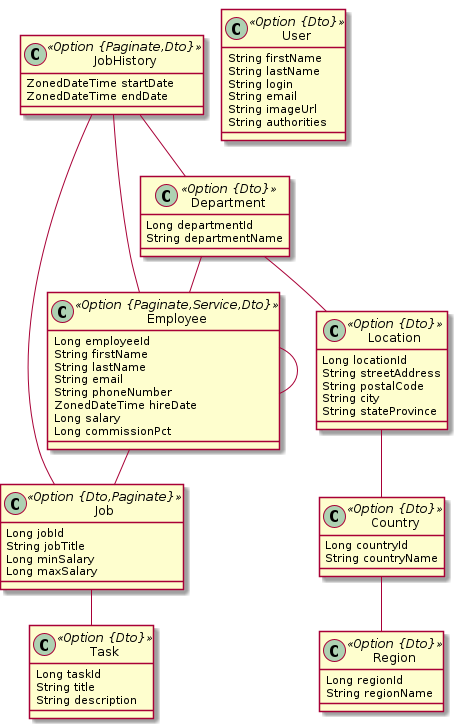 C «Option {Paginate,Dto}»
JobHistory
ZonedDateTime startDate
ZonedDateTime endDate
C «Option {Dto}»
User
String firstName
String lastName
String login
String email
String imageUrl
String authorities
C «Option {Dto}»
Department
Long departmentId
String departmentName
C «Option {Paginate,Service,Dto}»
Employee
Long employeeId
String firstName
String lastName
String email
String phoneNumber
ZonedDateTime hireDate
Long salary
Long commissionPct
C «Option {Dto}»
Location
Long locationId
String streetAddress
String postalCode
String city
String stateProvince
C «Option {Dto,Paginate}»
Job
Long jobId
String jobTitle
Long minSalary
Long maxSalary
C «Option {Dto}»
Country
Long countryId
String countryName
C «Option {Dto}»
Task
Long taskId
String title
String description
C «Option {Dto}»
Region
Long regionId
String regionName